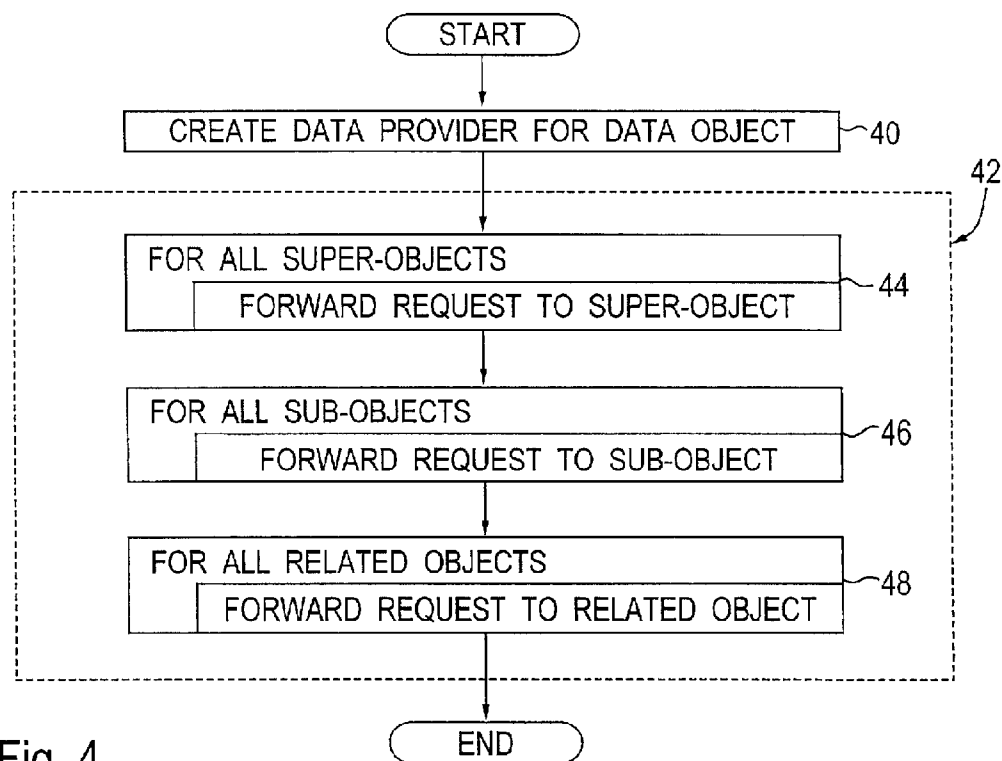 START
CREATE DATA PROVIDER FOR DATA OBJECT
40
42
FOR ALL SUPER-OBJECTS
44
FORWARD REQUEST TO SUPER-OBJECT
FOR ALL SUB-OBJECTS
46
FORWARD REQUEST TO SUB-OBJECT
FOR ALL RELATED OBJECTS
48
FORWARD REQUEST TO RELATED OBJECT
END
Fig. 4